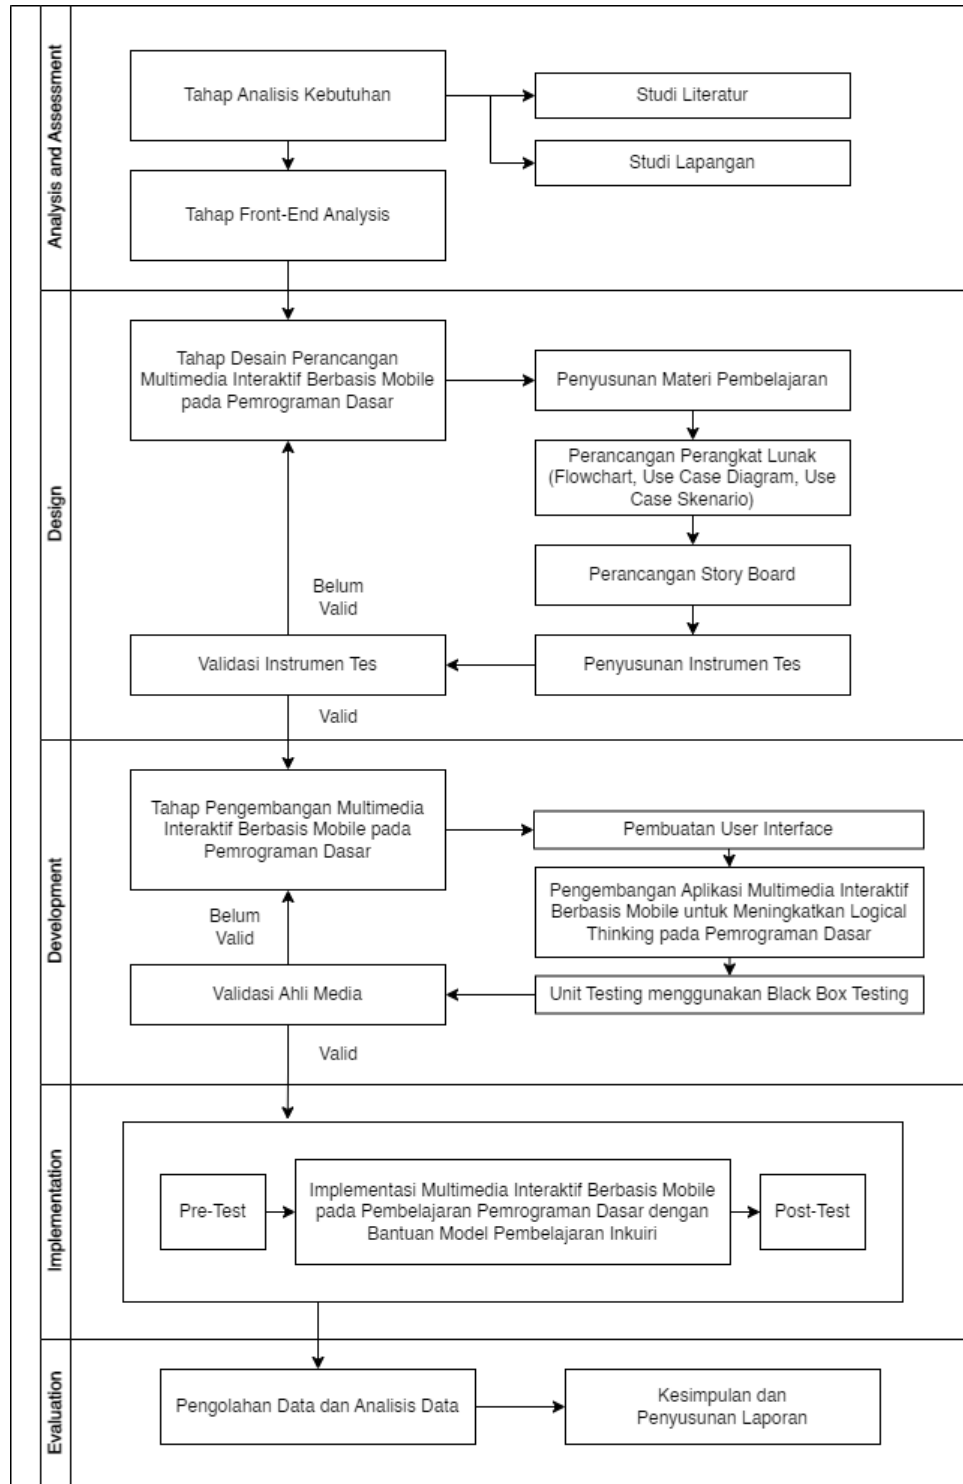 Analysis and Assessment
Tahap Analisis Kebutuhan
Studi Literatur
Studi Lapangan
Tahap Front-End Analysis
Design
Tahap Desain Perancangan
Multimedia Interaktif Berbasis Mobile
pada Pemrograman Dasar
Penyusunan Materi Pembelajaran
Perancangan Perangkat Lunak
(Flowchart, Use Case Diagram, Use
Case Skenario)
Perancangan Story Board
Belum
Valid
Validasi Instrumen Tes
Penyusunan Instrumen Tes
Valid
Development
Tahap Pengembangan Multimedia
Interaktif Berbasis Mobile pada
Pemrograman Dasar
Pembuatan User Interface
Pengembangan Aplikasi Multimedia Interaktif
Berbasis Mobile untuk Meningkatkan Logical
Thinking pada Pemrograman Dasar
Belum
Valid
Validasi Ahli Media
Unit Testing menggunakan Black Box Testing
Valid
Implementation
Pre-Test
Implementasi Multimedia Interaktif Berbasis Mobile
pada Pembelajaran Pemrograman Dasar dengan
Bantuan Model Pembelajaran Inkuiri
Post-Test
Evaluation
Pengolahan Data dan Analisis Data
Kesimpulan dan
Penyusunan Laporan